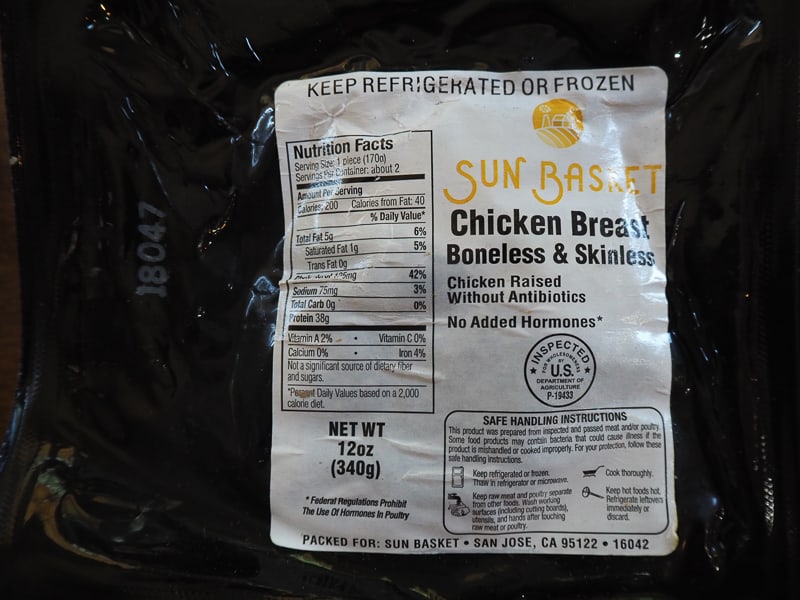 KEEP REFRIGERATED OR FROZEN
SUN BASKET
Chicken Breast
Boneless & Skinless
Chicken Raised
Without Antibiotics
No Added Hormones*
INSPECTED
FOR WHOLESOMENESS
BY
U.S.
DEPARTMENT OF
AGRICULTURE
P-19433
Nutrition Facts
Serving Size: 1 piece (170g)
Servings Per Container: about 2
Amount Per Serving
Calories: 200 Calories from Fat: 40
% Daily Value*
Total Fat 5g 6%
Saturated Fat 1g 5%
Trans Fat 0g
42%
Sodium 75mg 3%
Total Carb 0g 0%
Protein 38g
Vitamin A 2% • Vitamin C 0%
Calcium 0% • Iron 4%
Not a significant source of dietary fiber
and sugars.
*Percent Daily Values based on a 2,000
calorie diet.
NET WT
12oz
(340g)
* Federal Regulations Prohibit
The Use Of Hormones In Poultry
SAFE HANDLING INSTRUCTIONS
This product was prepared from inspected and passed meat and/or poultry.
Some food products may contain bacteria that could cause illness if the
product is mishandled or cooked improperly. For your protection, follow these
safe handling instructions.
Keep refrigerated or frozen.
Thaw in refrigerator or microwave.
Keep raw meat and poultry separate
from other foods. Wash working
surfaces (including cutting boards),
utensils, and hands after touching
raw meat or poultry.
Cook thoroughly.
Keep hot foods hot.
Refrigerate leftovers
immediately or
discard.
PACKED FOR: SUN BASKET • SAN JOSE, CA 95122 • 16042
18047